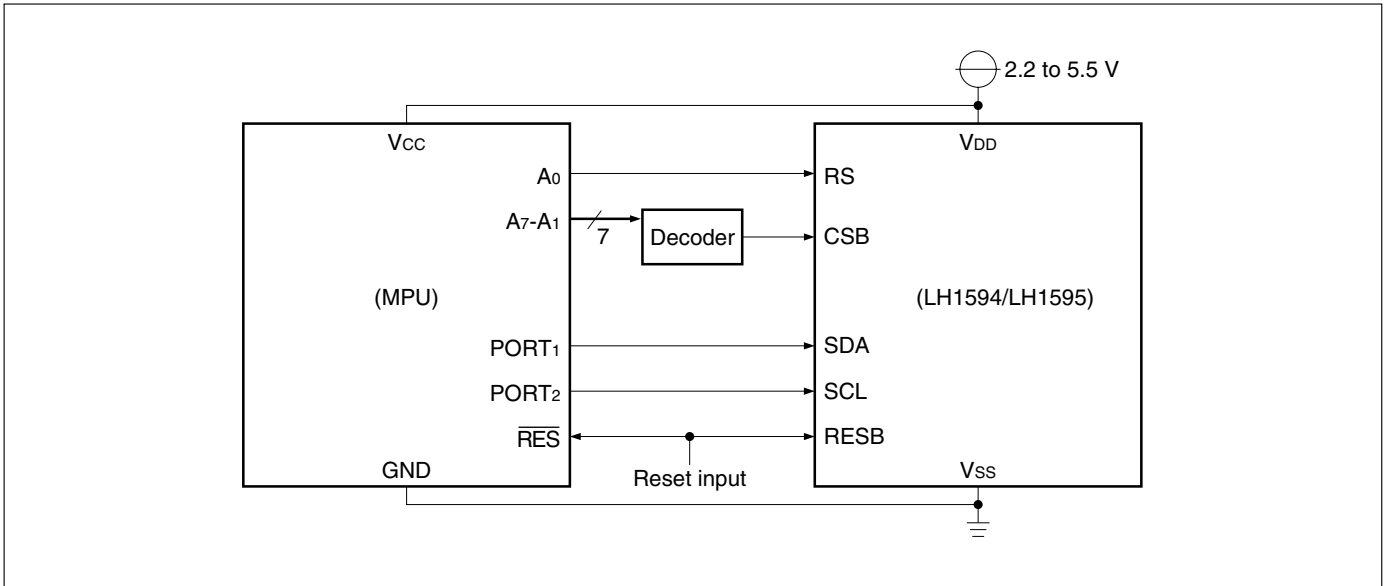 2.2 to 5.5 V
VCC
VDD
A0
RS
A7-A1
7
Decoder
CSB
(MPU)
(LH1594/LH1595)
PORT1
SDA
PORT2
SCL
RES
RESB
GND
Reset input
VSS